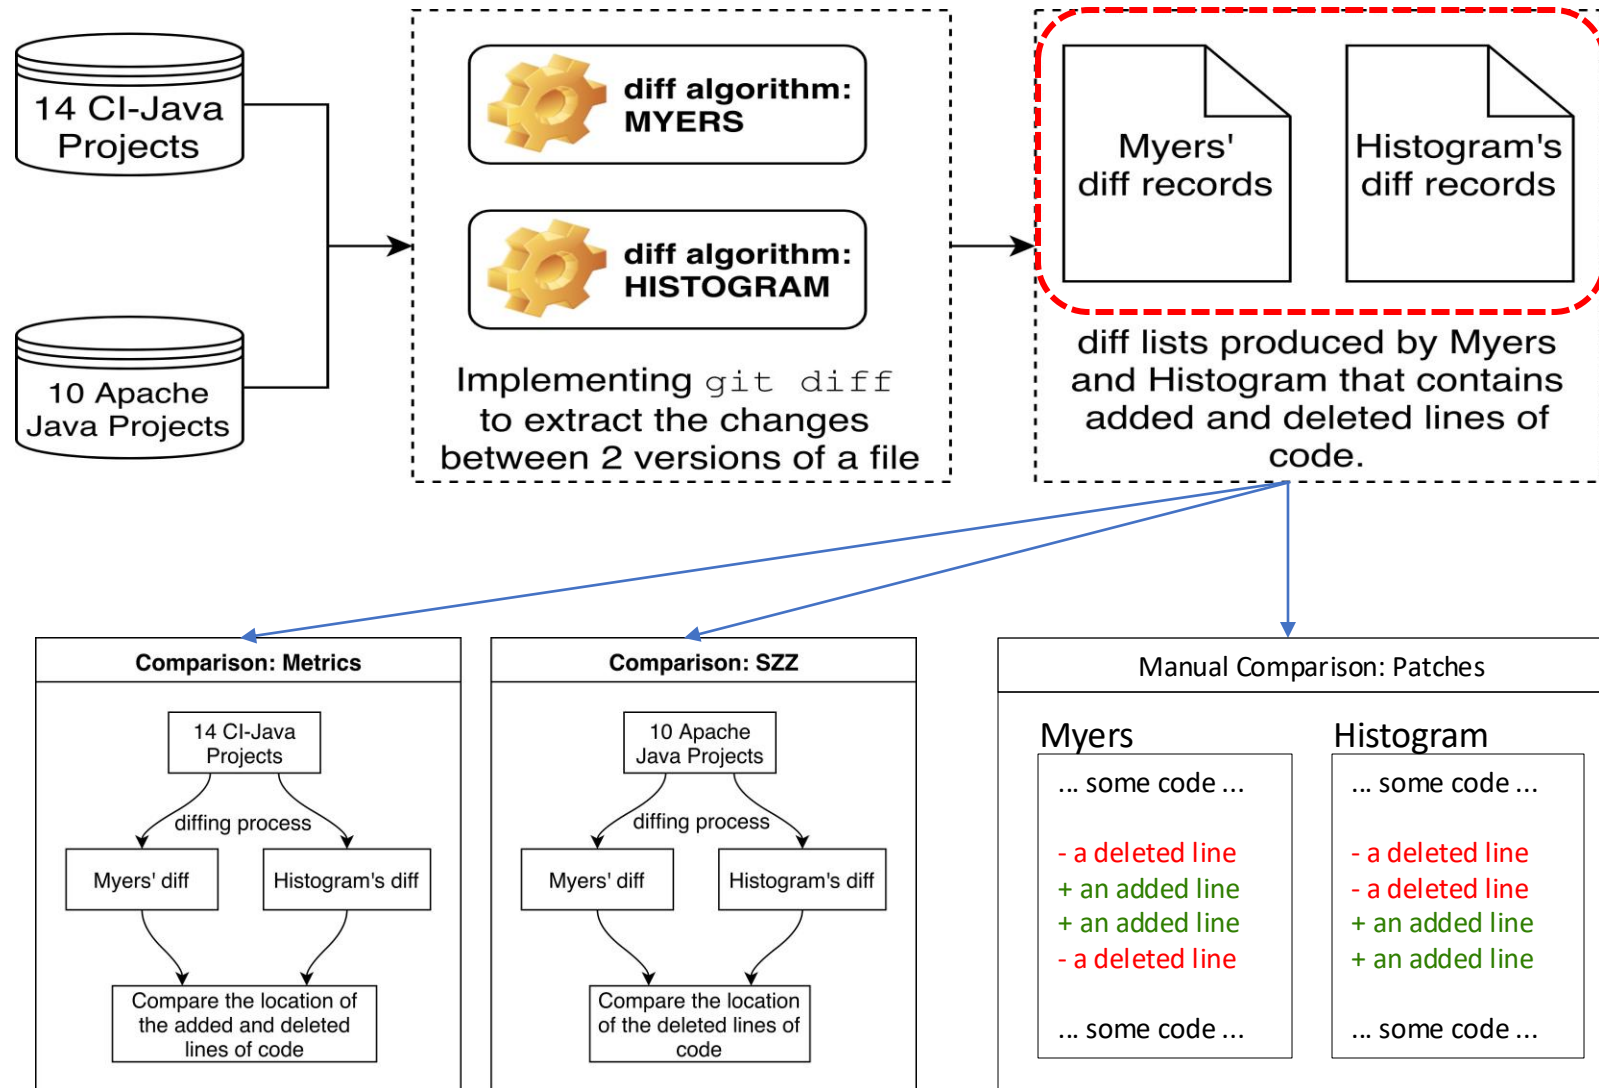 14 CI-Java
Projects
10 Apache
Java Projects
diff algorithm:
MYERS
diff algorithm:
HISTOGRAM
Implementing git diff
to extract the changes
between 2 versions of a file
Myers'
diff records
Histogram's
diff records
diff lists produced by Myers
and Histogram that contains
added and deleted lines of
code.
Comparison: Metrics
14 CI-Java
Projects
diffing process
Myers' diff
Histogram's diff
Compare the location of
the added and deleted
lines of code
Comparison: SZZ
10 Apache
Java Projects
diffing process
Myers' diff
Histogram's diff
Compare the location
of the deleted lines of
code
Manual Comparison: Patches
Myers
... some code ...
- a deleted line
+ an added line
+ an added line
- a deleted line
... some code ...
Histogram
... some code ...
- a deleted line
- a deleted line
+ an added line
+ an added line
... some code ...